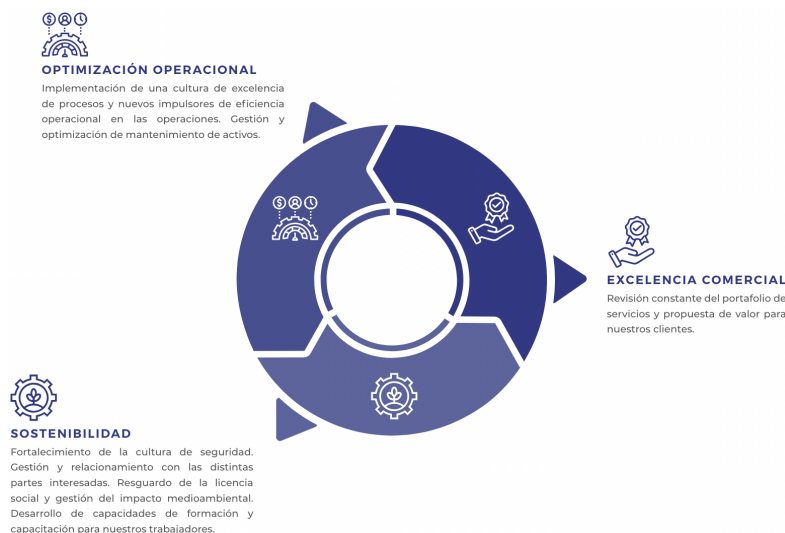 OPTIMIZACIÓN OPERACIONAL
Implementación de una cultura de excelencia
de procesos y nuevos impulsores de eficiencia
operacional en las operaciones. Gestión y
optimización de mantenimiento de activos.
EXCELENCIA COMERCIAL
Revisión constante del portafolio de
servicios y propuesta de valor para
nuestros clientes.
SOSTENIBILIDAD
Fortalecimiento de la cultura de seguridad.
Gestión y relacionamiento con las distintas
partes interesadas. Resguardo de la licencia
social y gestión del impacto medioambiental.
Desarrollo de capacidades de formación y
capacitación para nuestros trabajadores.